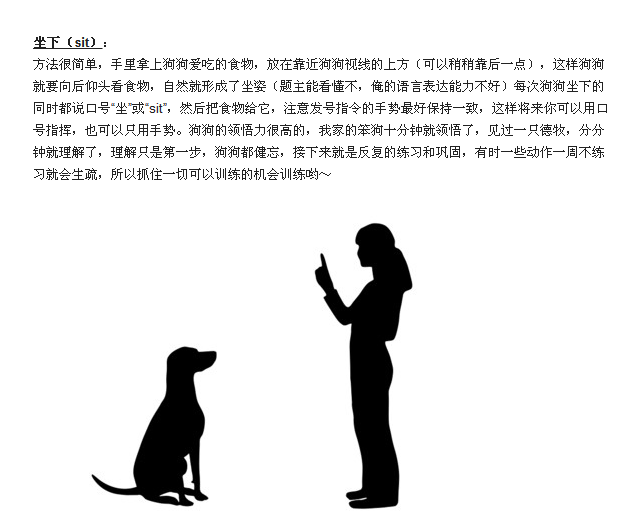 坐下（sit）：
方法很简单，手里拿上狗狗爱吃的食物，放在靠近狗狗视线的上方（可以稍稍靠后一点），这样狗狗
就要向后仰头看食物，自然就形成了坐姿（题主能看懂不，俺的语言表达能力不好）每次狗狗坐下的
同时都说口号“坐”或“sit”，然后把食物给它，注意发号指令的手势最好保持一致，这样将来你可以用口
号指挥，也可以只用手势。狗狗的领悟力很高的，我家的笨狗十分钟就领悟了，见过一只德牧，分分
钟就理解了，理解只是第一步，狗狗都健忘，接下来就是反复的练习和巩固，有时一些动作一周不练
习就会生疏，所以抓住一切可以训练的机会训练哟～